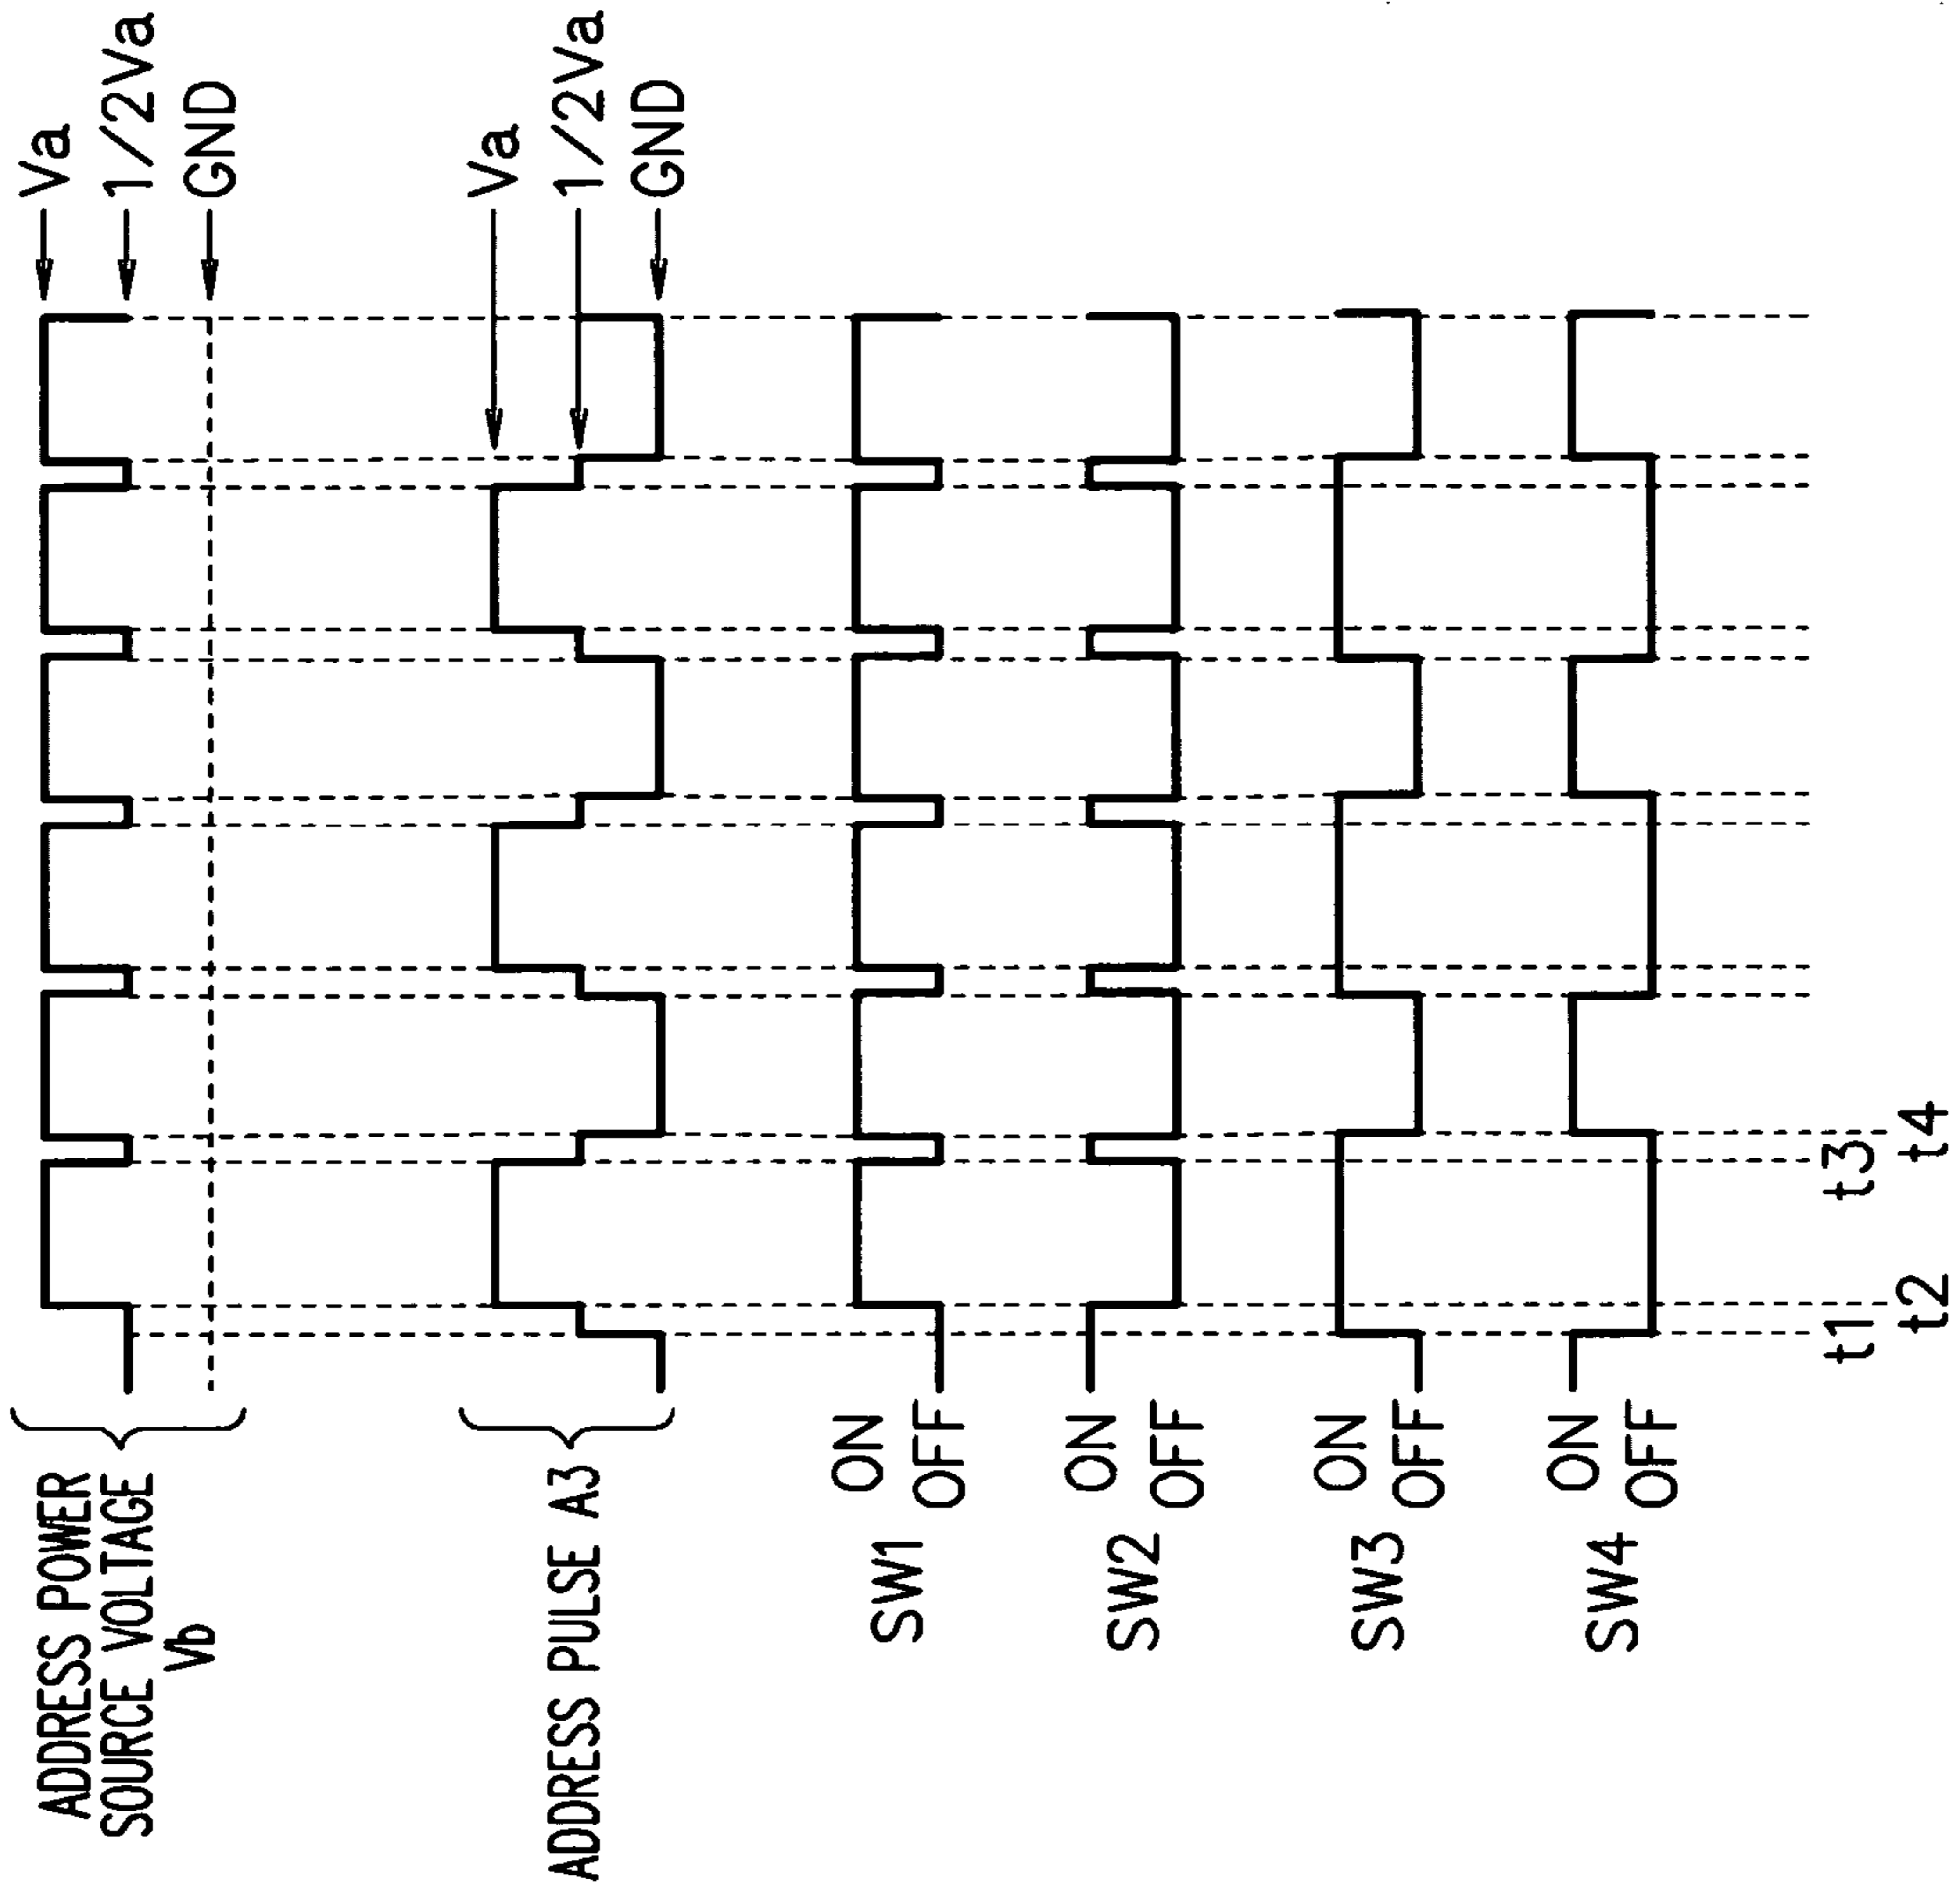 ADDRESS POWER
SOURCE VOLTAGE
Vb
Va
1/2Va
GND
ADDRESS PULSE A3
Va
1/2Va
GND
SW1
ON
OFF
SW2
ON
OFF
SW3
ON
OFF
SW4
ON
OFF
t1
t2
t3
t4